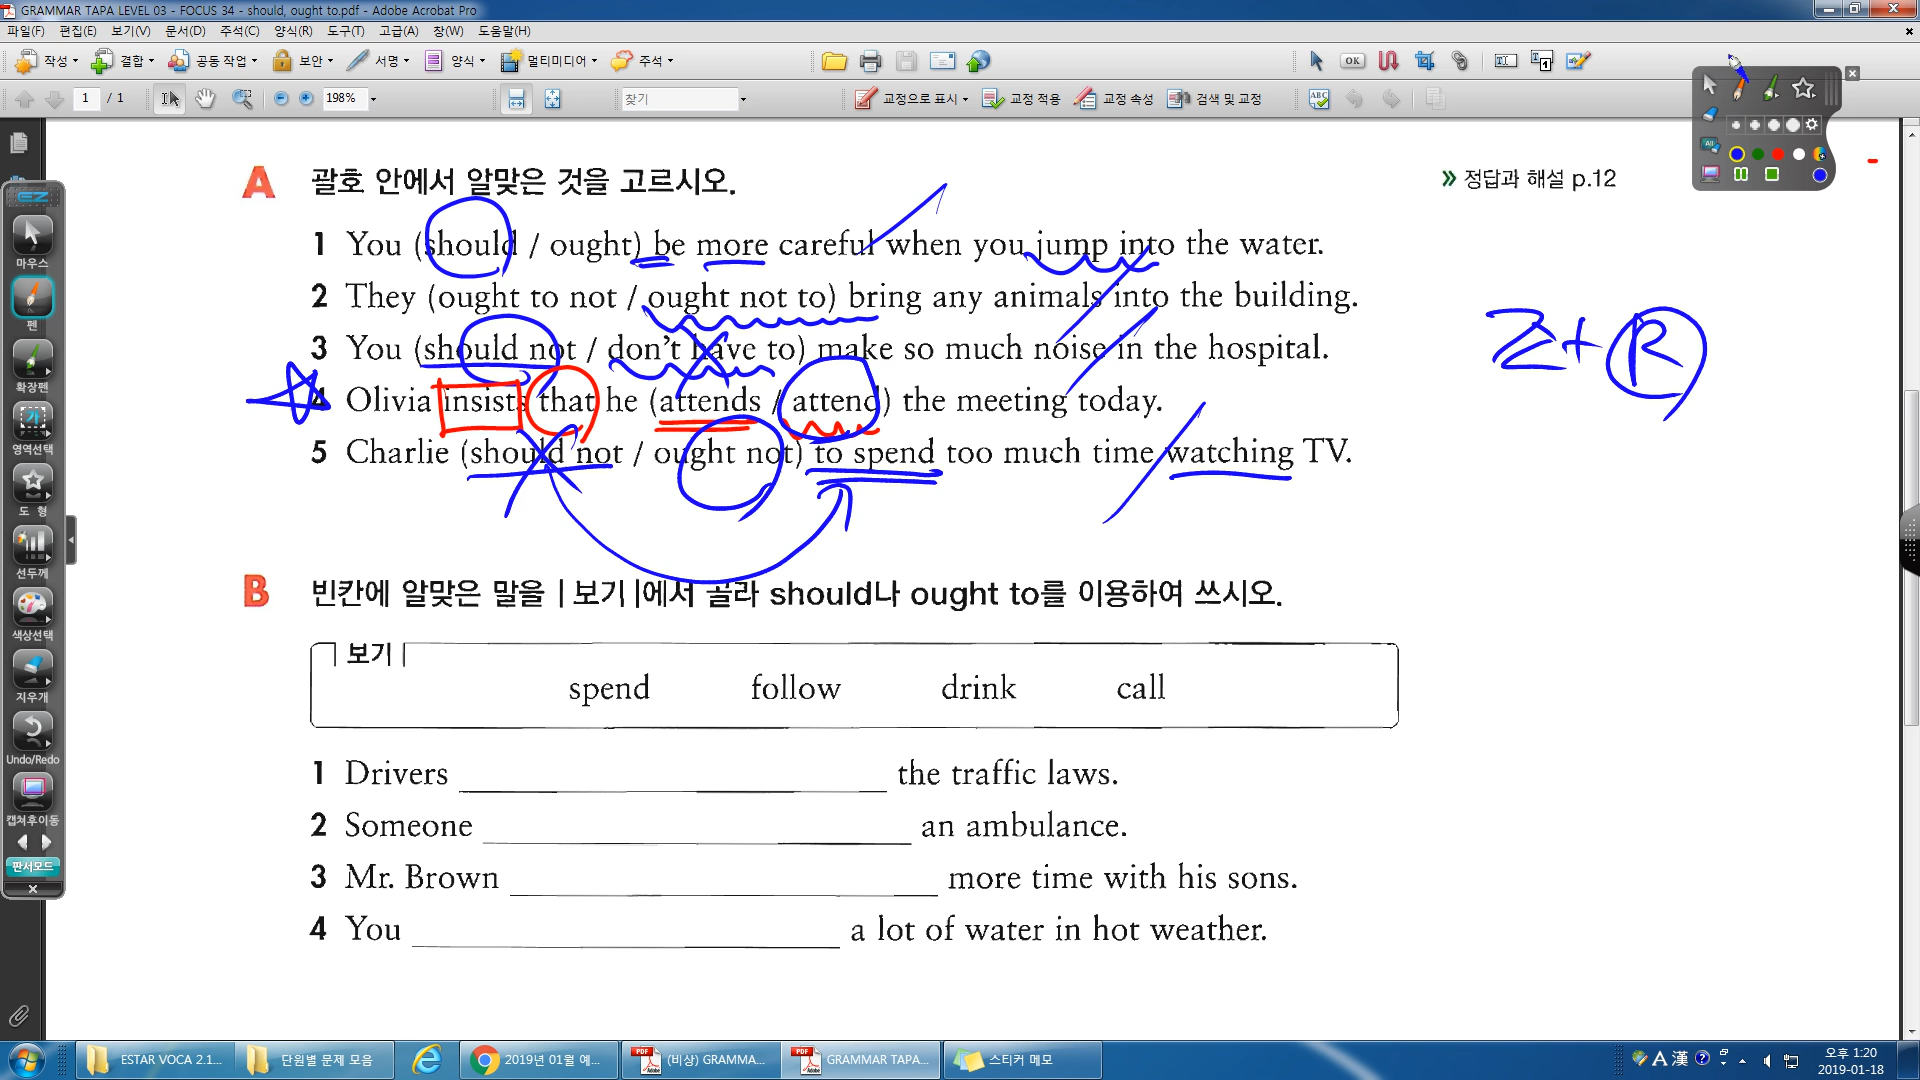 GRAMMAR TAPA LEVEL 03 - FOCUS 34 - should, ought to.pdf - Adobe Acrobat Pro
파일(F) 편집(E) 보기(V) 문서(D) 주석(C) 양식(R) 도구(T) 고급(A) 창(W) 도움말(H)
작성 결합 공동 작업 보안 서명 양식 멀티미디어 주석 OK
1 / 1 198% 찾기 교정으로 표시 교정 적용 교정 속성 검색 및 교정
A 괄호 안에서 알맞은 것을 고르시오. 정답과 해설 p.12
1 You (should / ought) be more careful when you jump into the water.
2 They (ought to not / ought not to) bring any animals into the building.
3 You (should not / don't have to) make so much noise in the hospital.
4 Olivia insists that he (attends / attend) the meeting today.
5 Charlie (should not / ought not) to spend too much time watching TV.
R
B 빈칸에 알맞은 말을 |보기|에서 골라 should나 ought to를 이용하여 쓰시오.
보기
spend follow drink call
1 Drivers the traffic laws.
2 Someone an ambulance.
3 Mr. Brown more time with his sons.
4 You a lot of water in hot weather.
EZ
마우스
펜
확장펜
영역선택
도 형
선두께
색상선택
지우개
Undo/Redo
캡쳐후이동
판서모드
ESTAR VOCA 2.1... 단원별 문제 모음 2019년 01월 예... (비상) GRAMMA... GRAMMAR TAPA... 스티커 메모
A 漢
오후 1:20
2019-01-18